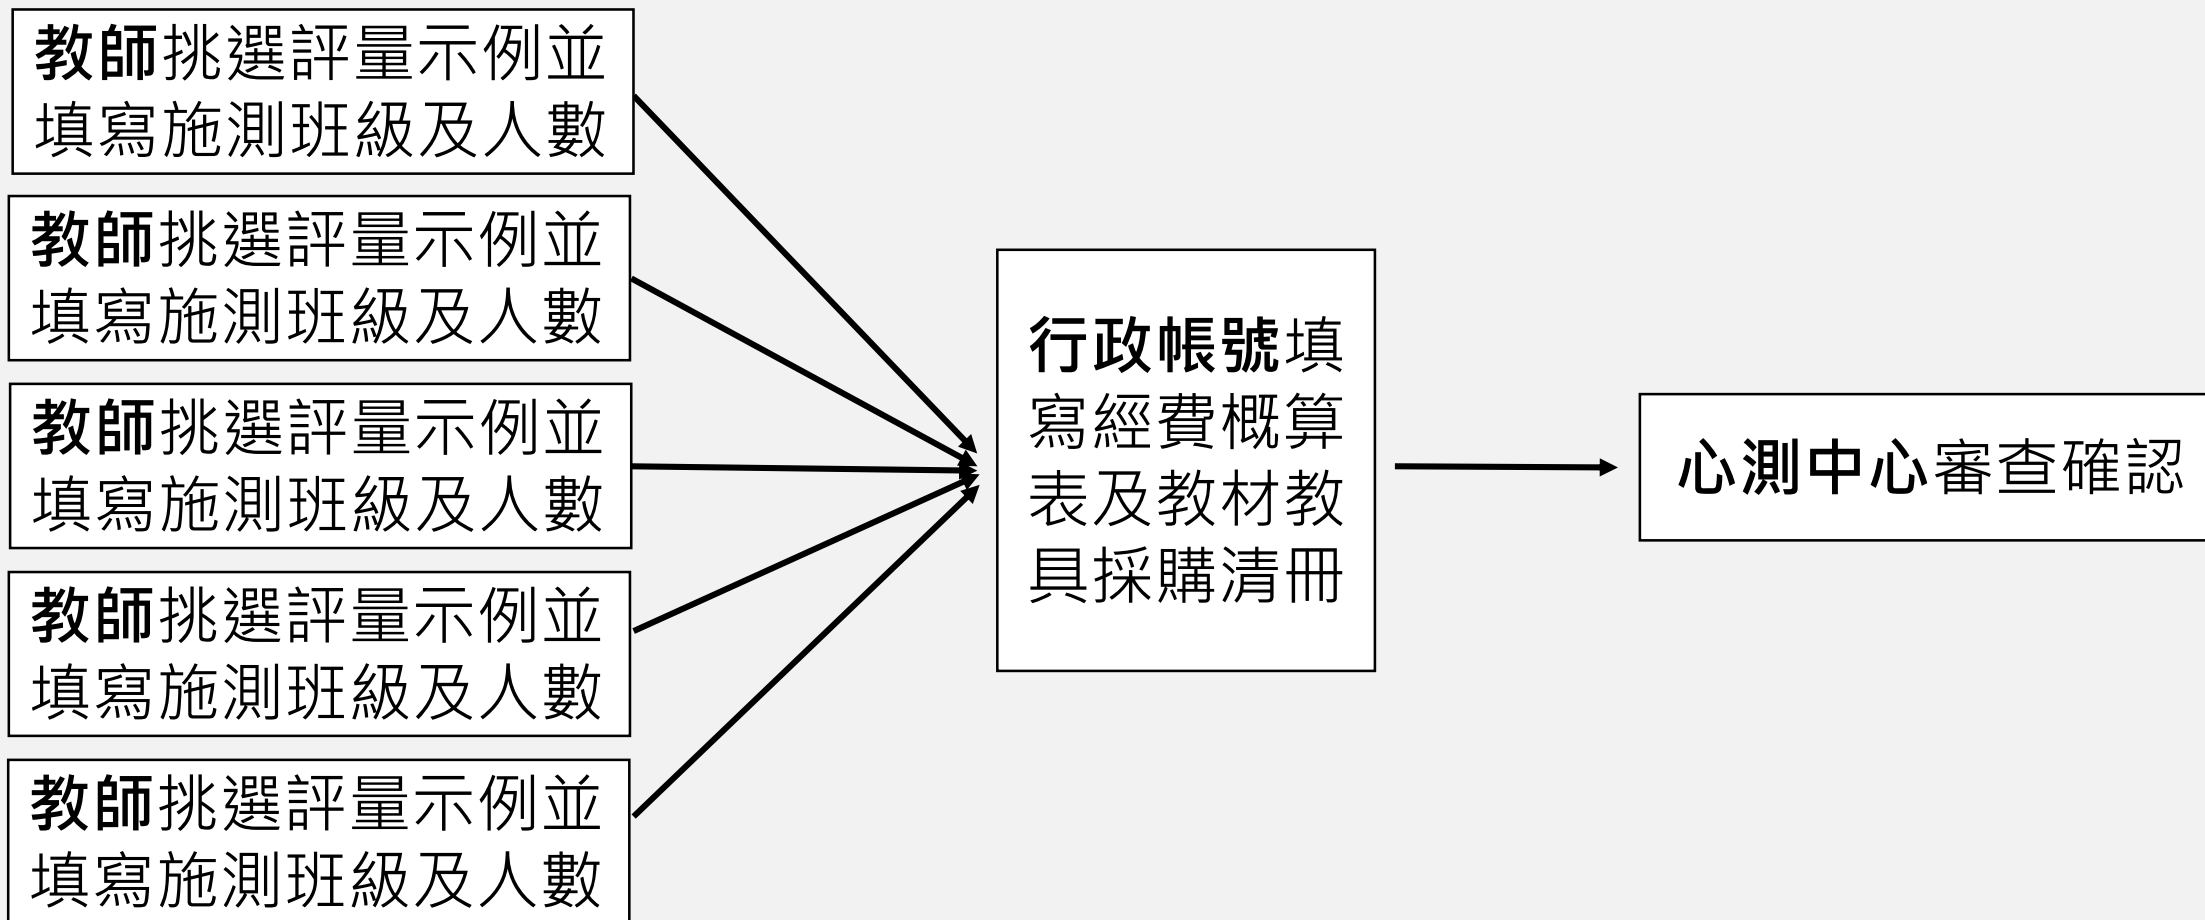 教師挑選評量示例並
填寫施測班級及人數
教師挑選評量示例並
填寫施測班級及人數
教師挑選評量示例並
填寫施測班級及人數
教師挑選評量示例並
填寫施測班級及人數
教師挑選評量示例並
填寫施測班級及人數
行政帳號填
寫經費概算
表及教材教
具採購清冊
心測中心審查確認